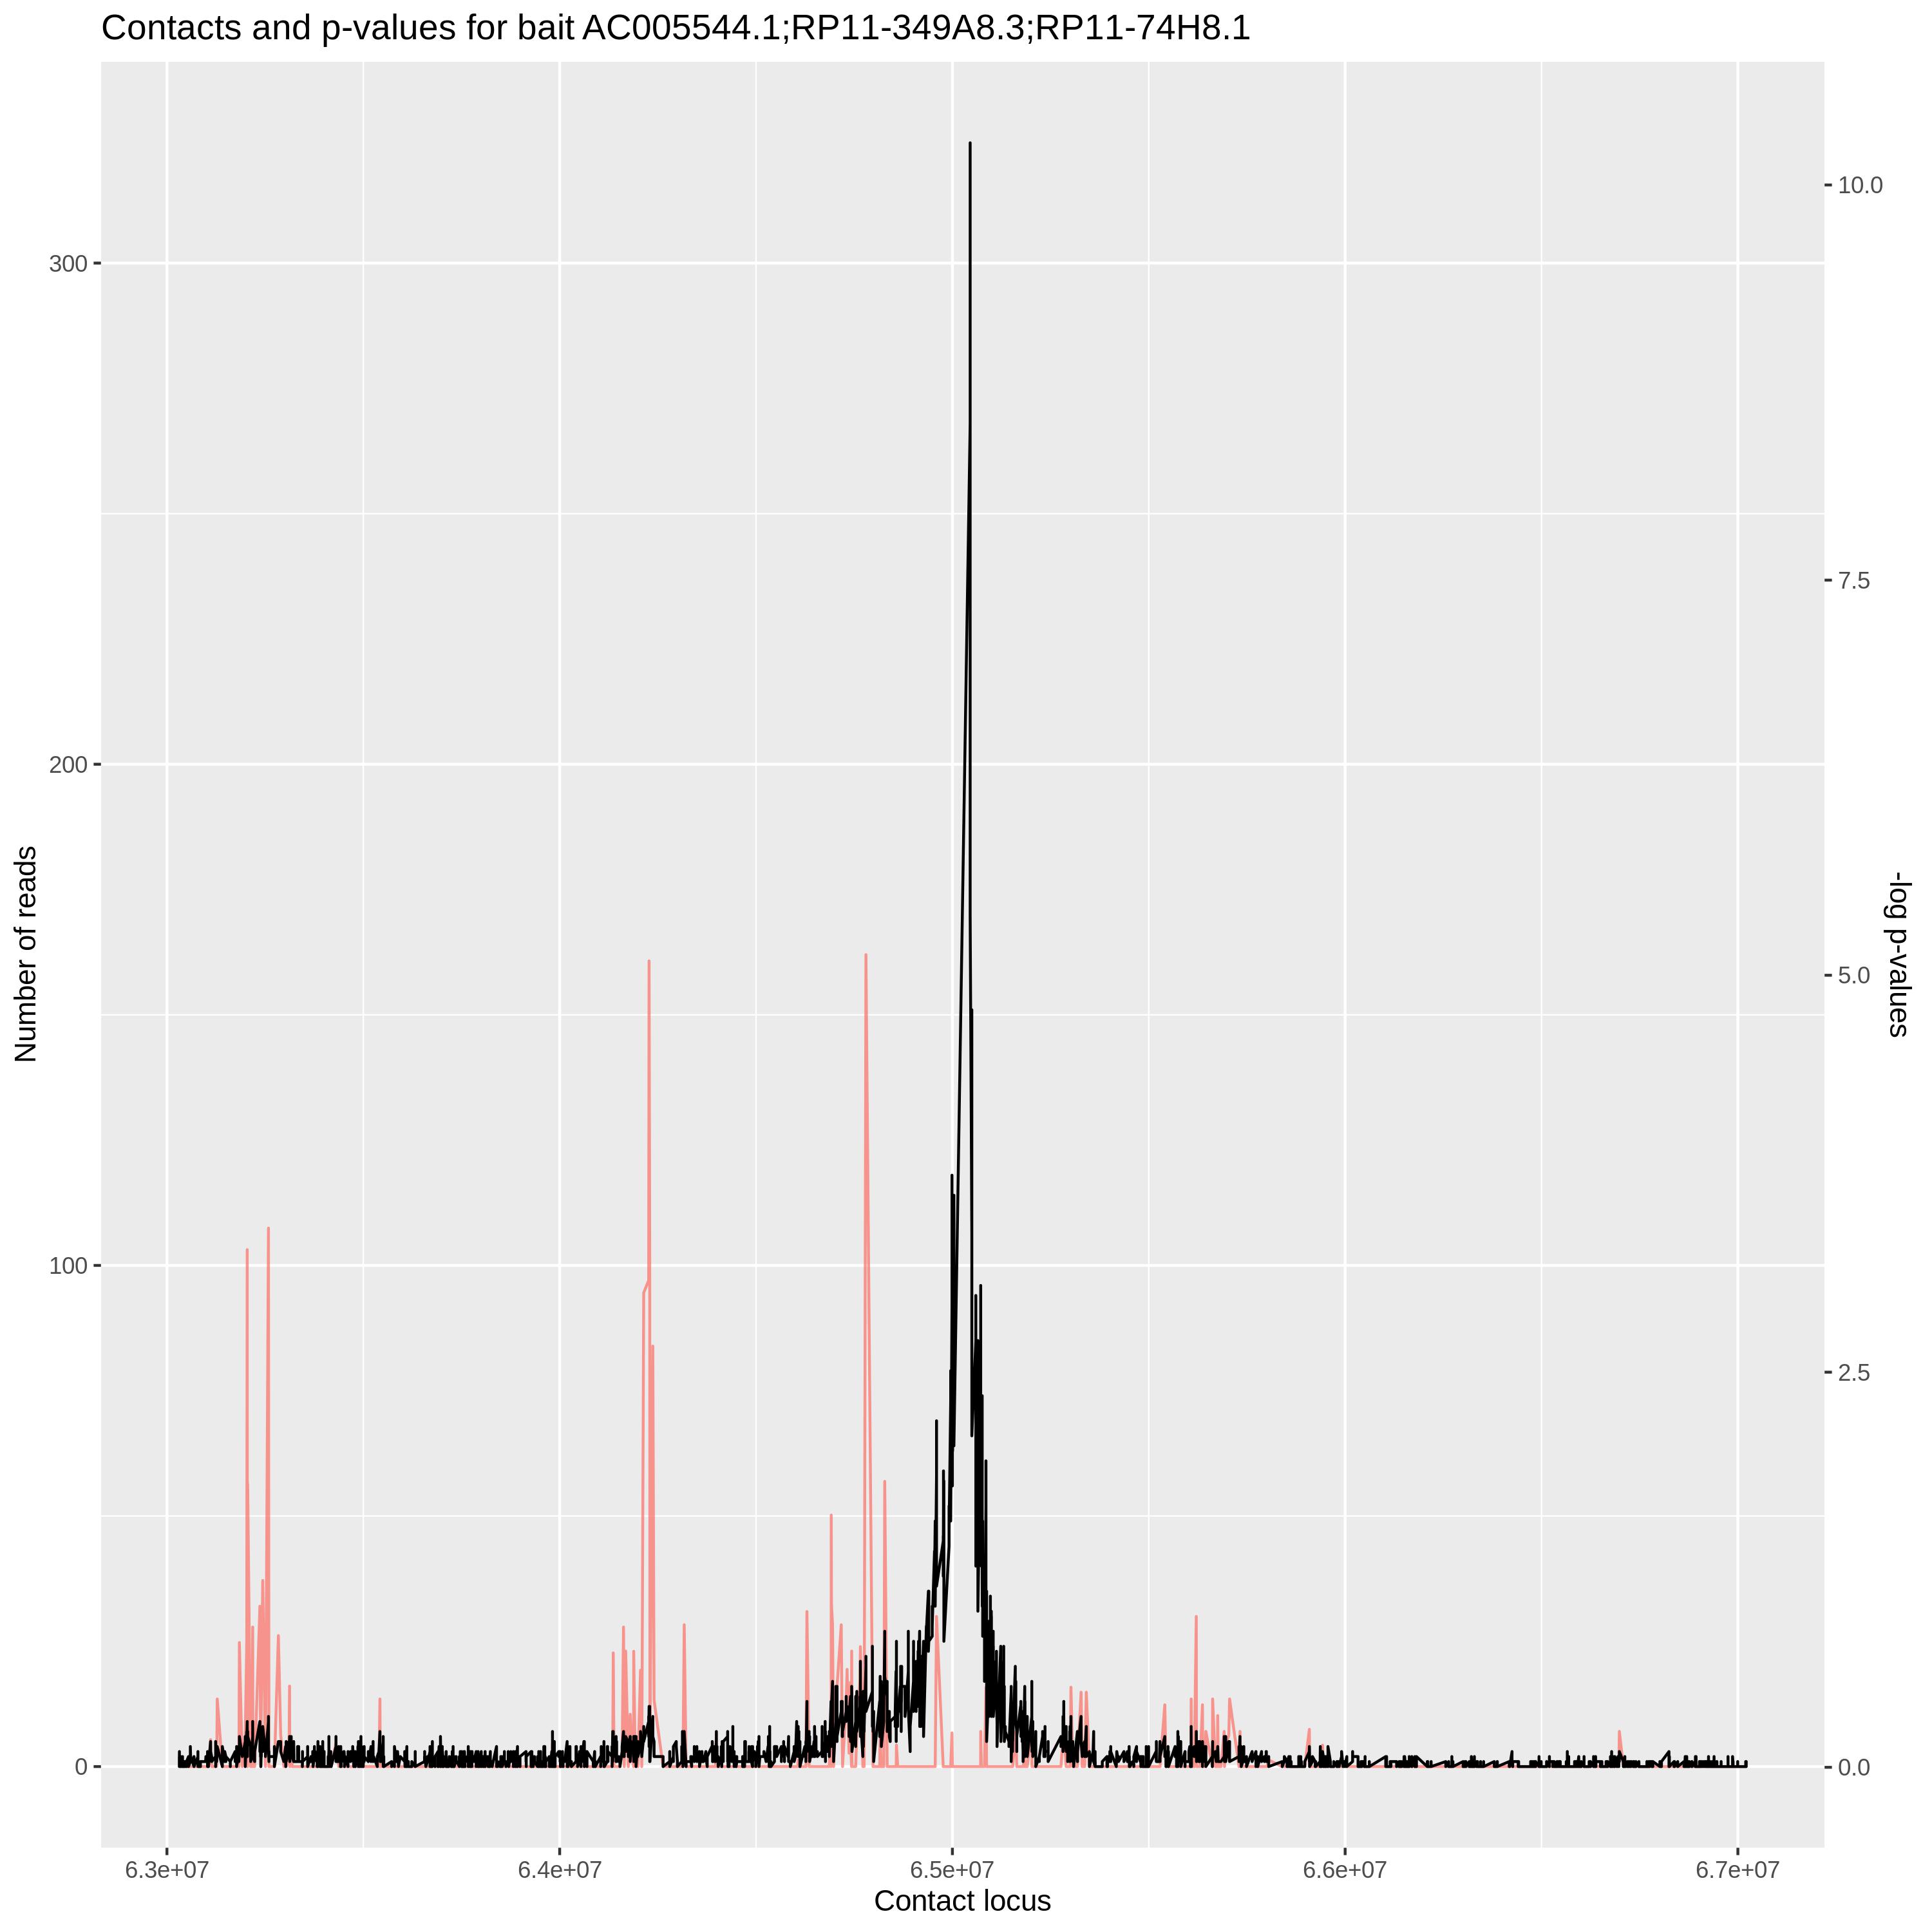 Contacts and p-values for bait AC005544.1;RP11-349A8.3;RP11-74H8.1
Number of reads
300
200
100
0
10.0
7.5
5.0
2.5
0.0
-log p-values
6.3e+07 6.4e+07 6.5e+07 6.6e+07 6.7e+07
Contact locus